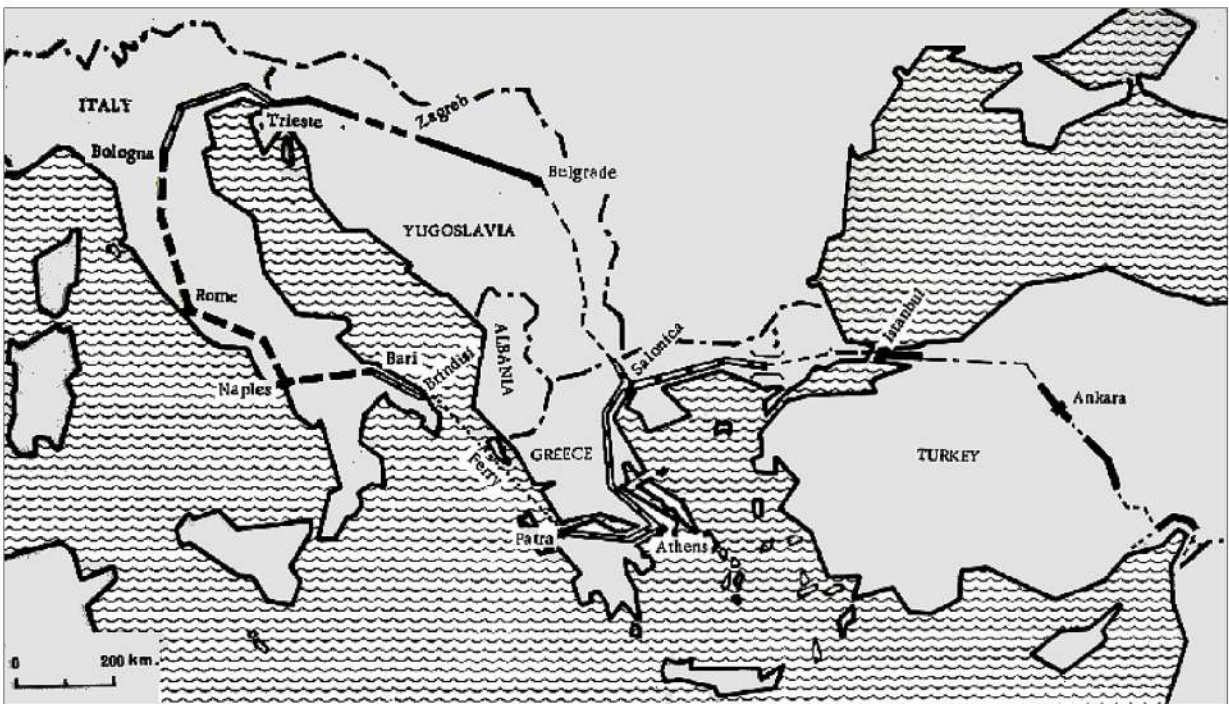 ITALY
Zagreb
Trieste
Bologna
Belgrade
YUGOSLAVIA
Rome
Istanbul
Salonica
ALBANIA
Bari
Brindisi
Naples
Ankara
GREECE
TURKEY
Ferry
Patra
Athens
0 200 km.